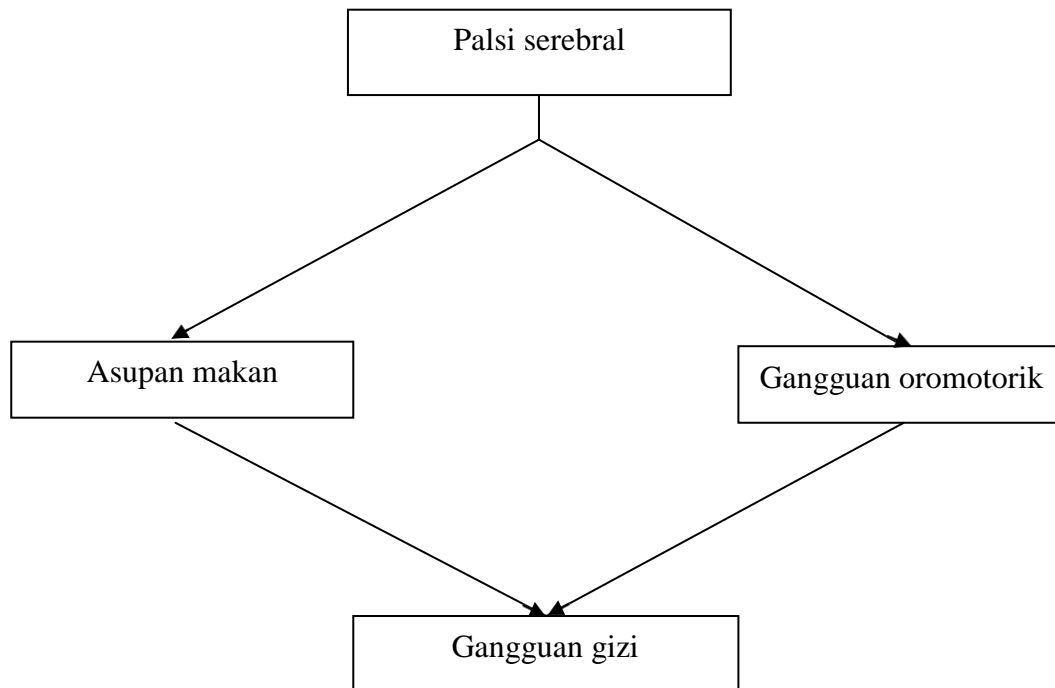 Palsi serebral
Asupan makan
Gangguan oromotorik
Gangguan gizi